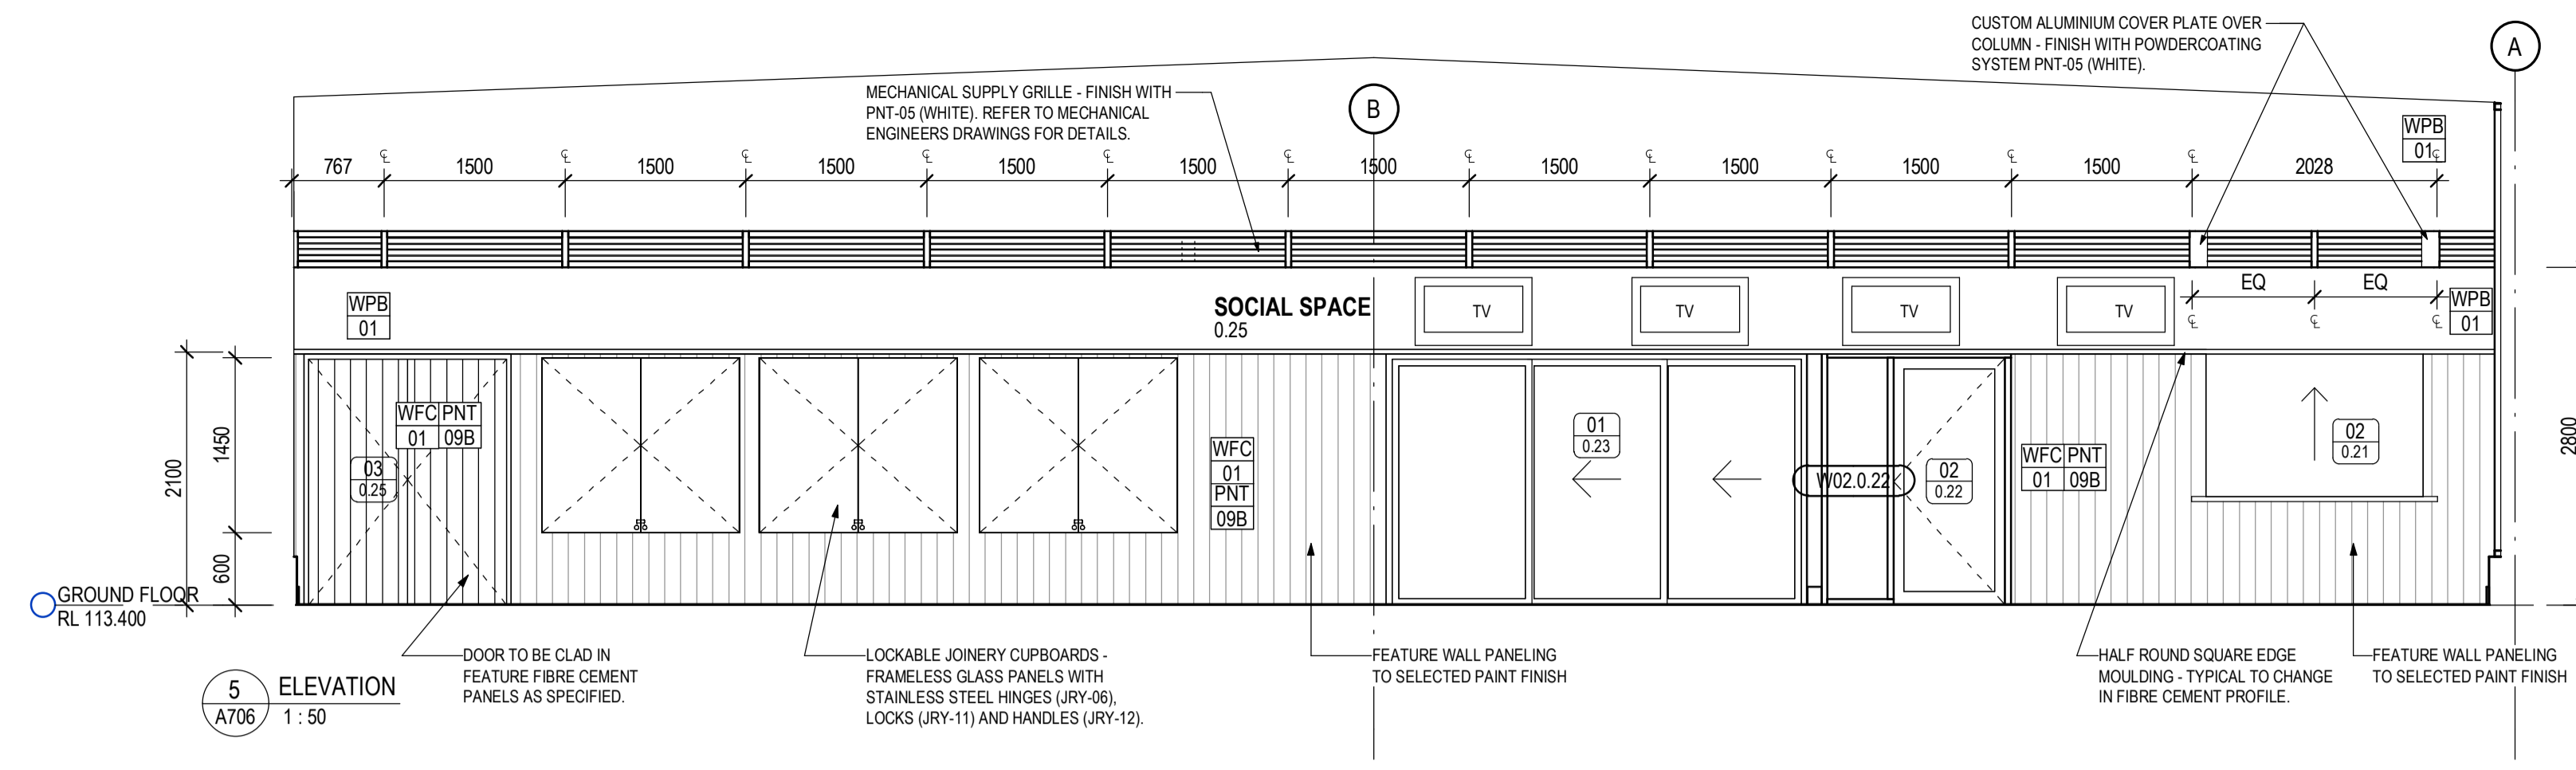 CUSTOM ALUMINIUM COVER PLATE OVER
COLUMN - FINISH WITH POWDERCOATING
SYSTEM PNT-05 (WHITE).
A
MECHANICAL SUPPLY GRILLE - FINISH WITH
PNT-05 (WHITE). REFER TO MECHANICAL
ENGINEERS DRAWINGS FOR DETAILS.
B
WPB
01
767 ℄ 1500 ℄ 1500 ℄ 1500 ℄ 1500 ℄ 1500 ℄ 1500 ℄ 1500 ℄ 1500 ℄ 1500 ℄ 1500 ℄ 2028 ℄
WPB
01
SOCIAL SPACE
0.25
TV TV TV TV
EQ EQ
℄ ℄ ℄
WPB
01
2100
1450
600
2800
WFC PNT
01 09B
03
0.25
WFC
01
PNT
09B
01
0.23
W02.0.22
02
0.22
WFC PNT
01 09B
02
0.21
GROUND FLOOR
RL 113.400
DOOR TO BE CLAD IN
FEATURE FIBRE CEMENT
PANELS AS SPECIFIED.
LOCKABLE JOINERY CUPBOARDS -
FRAMELESS GLASS PANELS WITH
STAINLESS STEEL HINGES (JRY-06),
LOCKS (JRY-11) AND HANDLES (JRY-12).
FEATURE WALL PANELING
TO SELECTED PAINT FINISH
HALF ROUND SQUARE EDGE
MOULDING - TYPICAL TO CHANGE
IN FIBRE CEMENT PROFILE.
FEATURE WALL PANELING
TO SELECTED PAINT FINISH
5 ELEVATION
A706 1 : 50